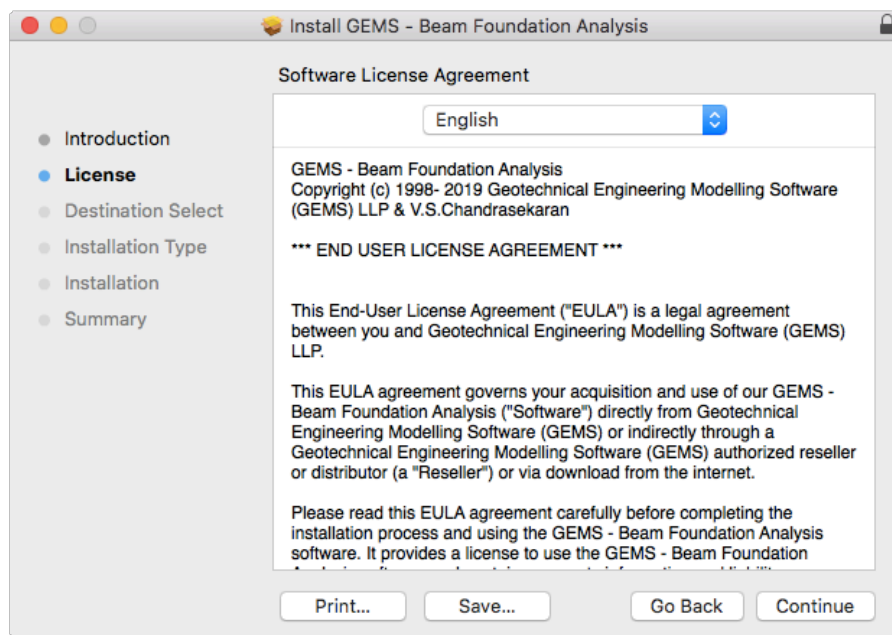 Install GEMS - Beam Foundation Analysis
Software License Agreement
Introduction
License
Destination Select
Installation Type
Installation
Summary
English
GEMS - Beam Foundation Analysis
Copyright (c) 1998- 2019 Geotechnical Engineering Modelling Software
(GEMS) LLP & V.S.Chandrasekaran
*** END USER LICENSE AGREEMENT ***
This End-User License Agreement ("EULA") is a legal agreement
between you and Geotechnical Engineering Modelling Software (GEMS)
LLP.
This EULA agreement governs your acquisition and use of our GEMS -
Beam Foundation Analysis ("Software") directly from Geotechnical
Engineering Modelling Software (GEMS) or indirectly through a
Geotechnical Engineering Modelling Software (GEMS) authorized reseller
or distributor (a "Reseller") or via download from the internet.
Please read this EULA agreement carefully before completing the
installation process and using the GEMS - Beam Foundation Analysis
software. It provides a license to use the GEMS - Beam Foundation
Print...
Save...
Go Back
Continue